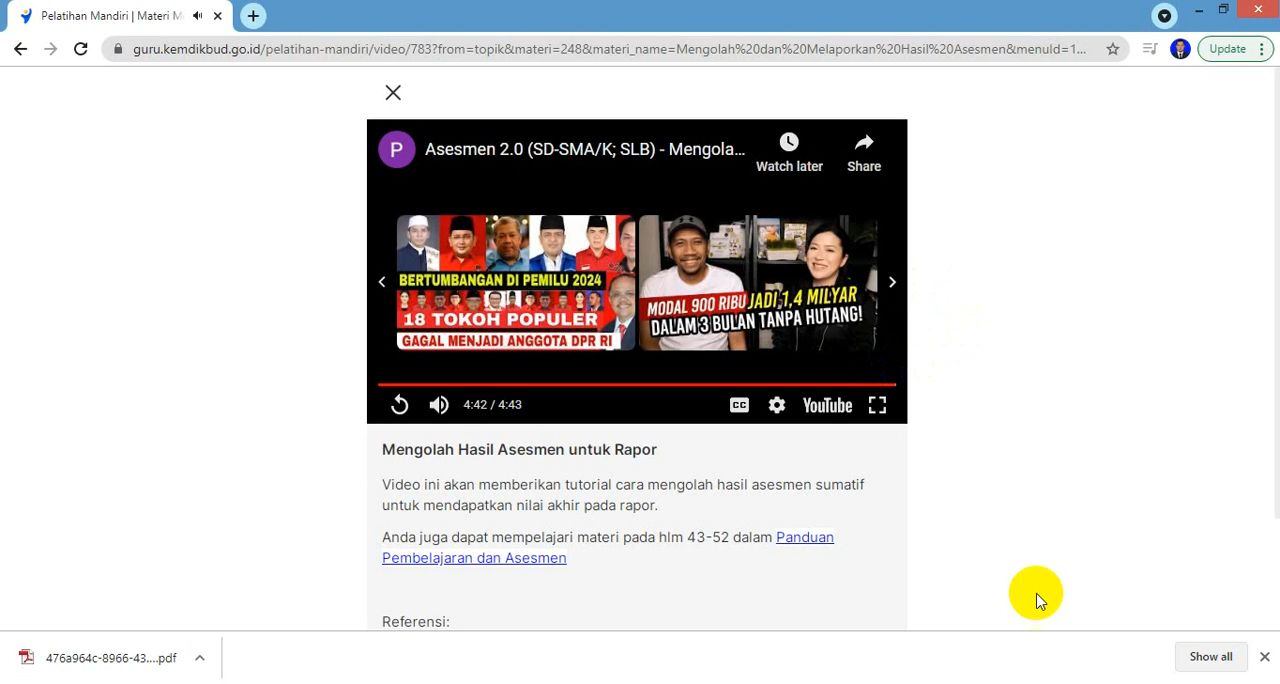 Pelatihan Mandiri | Materi M
guru.kemdikbud.go.id/pelatihan-mandiri/video/783?from=topik&materi=248&materi_name=Mengolah%20dan%20Melaporkan%20Hasil%20Asesmen&menuId=1...
Update
P
Asesmen 2.0 (SD-SMA/K; SLB) - Mengola...
Watch later
Share
BERTUMBANGAN DI PEMILU 2024
18 TOKOH POPULER
GAGAL MENJADI ANGGOTA DPR RI
MODAL 900 RIBU JADI 1,4 MILYAR
DALAM 3 BULAN TANPA HUTANG!
4:42 / 4:43
CC
YouTube
Mengolah Hasil Asesmen untuk Rapor
Video ini akan memberikan tutorial cara mengolah hasil asesmen sumatif
untuk mendapatkan nilai akhir pada rapor.
Anda juga dapat mempelajari materi pada hlm 43-52 dalam Panduan
Pembelajaran dan Asesmen
Referensi:
476a964c-8966-43....pdf
Show all